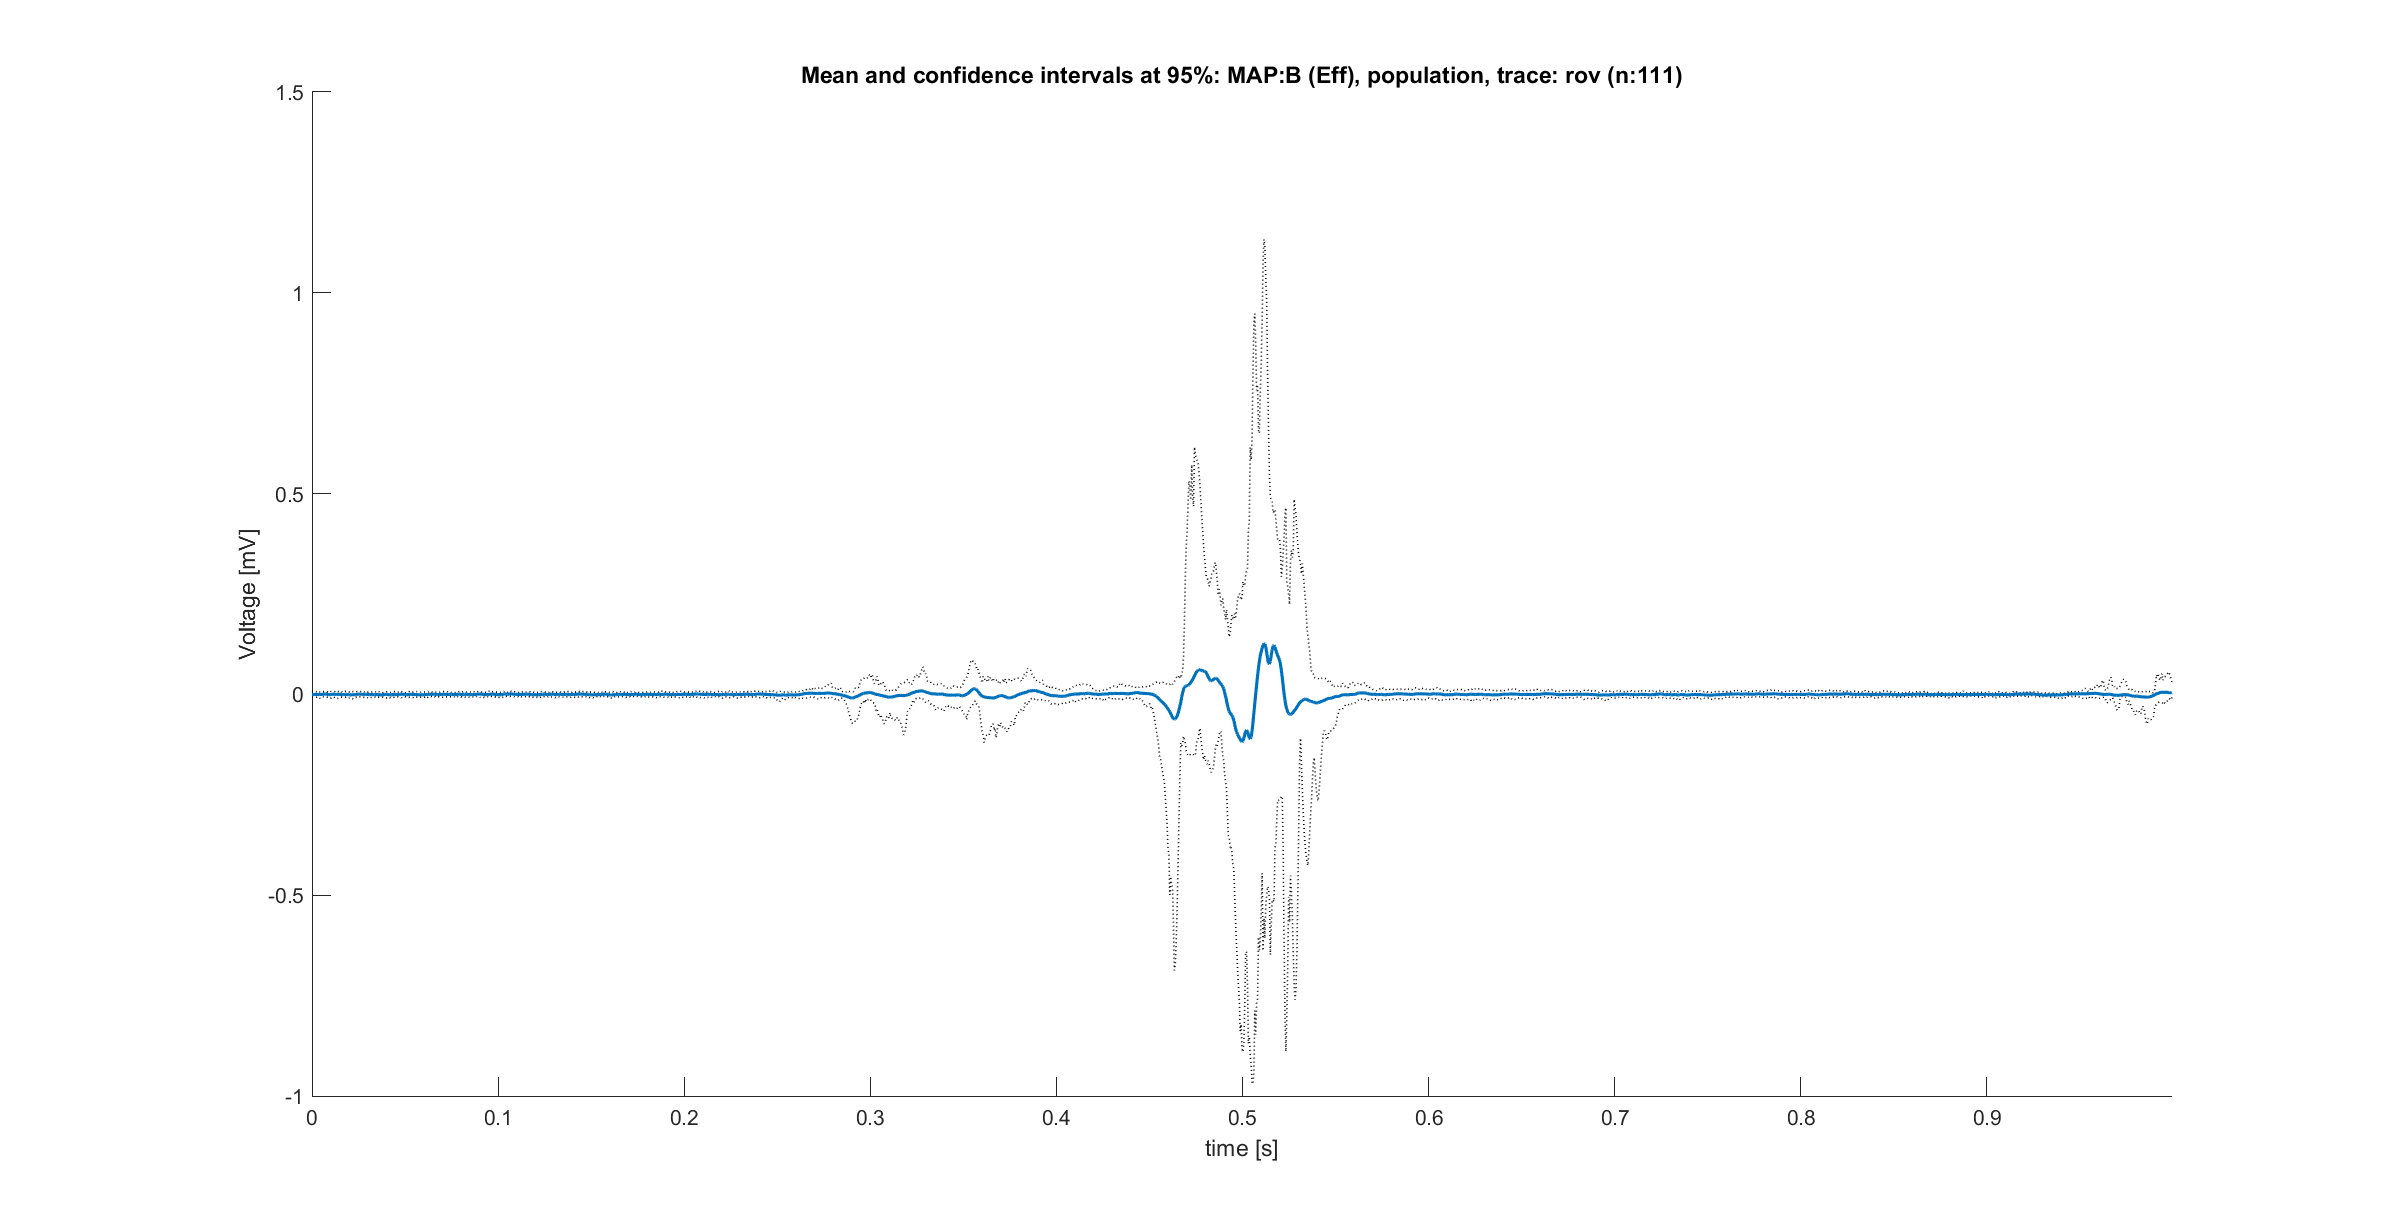 Mean and confidence intervals at 95%: MAP:B (Eff), population, trace: rov (n:111)
1.5
1
0.5
0
-0.5
-1
Voltage [mV]
0 0.1 0.2 0.3 0.4 0.5 0.6 0.7 0.8 0.9
time [s]